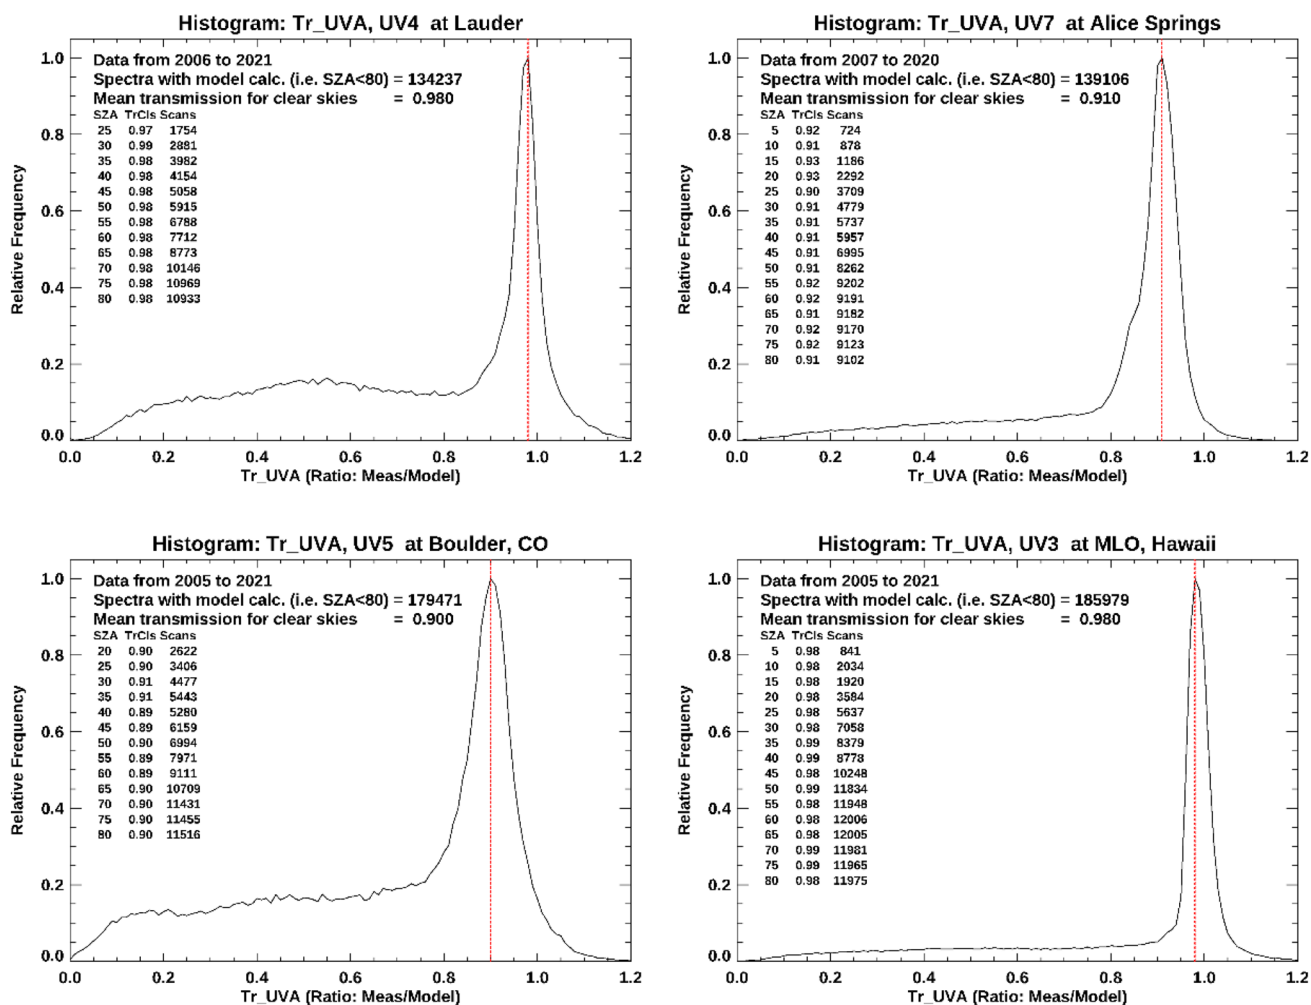 Histogram: Tr_UVA, UV4 at Lauder
Data from 2006 to 2021
Spectra with model calc. (i.e. SZA<80) = 134237
Mean transmission for clear skies = 0.980
SZA TrCls Scans
25 0.97 1754
30 0.99 2881
35 0.98 3982
40 0.98 4154
45 0.98 5058
50 0.98 5915
55 0.98 6788
60 0.98 7712
65 0.98 8773
70 0.98 10146
75 0.98 10969
80 0.98 10933
1.0
0.8
0.6
0.4
0.2
0.0
Relative Frequency
0.0 0.2 0.4 0.6 0.8 1.0 1.2
Tr_UVA (Ratio: Meas/Model)
Histogram: Tr_UVA, UV7 at Alice Springs
Data from 2007 to 2020
Spectra with model calc. (i.e. SZA<80) = 139106
Mean transmission for clear skies = 0.910
SZA TrCls Scans
5 0.92 724
10 0.91 878
15 0.93 1186
20 0.93 2292
25 0.90 3709
30 0.91 4779
35 0.91 5737
40 0.91 5957
45 0.91 6995
50 0.91 8262
55 0.92 9202
60 0.92 9191
65 0.91 9182
70 0.92 9170
75 0.92 9123
80 0.91 9102
1.0
0.8
0.6
0.4
0.2
0.0
Relative Frequency
0.0 0.2 0.4 0.6 0.8 1.0 1.2
Tr_UVA (Ratio: Meas/Model)
Histogram: Tr_UVA, UV5 at Boulder, CO
Data from 2005 to 2021
Spectra with model calc. (i.e. SZA<80) = 179471
Mean transmission for clear skies = 0.900
SZA TrCls Scans
20 0.90 2622
25 0.90 3406
30 0.91 4477
35 0.91 5443
40 0.89 5280
45 0.89 6159
50 0.90 6994
55 0.89 7971
60 0.89 9111
65 0.90 10709
70 0.90 11431
75 0.90 11455
80 0.90 11516
1.0
0.8
0.6
0.4
0.2
0.0
Relative Frequency
0.0 0.2 0.4 0.6 0.8 1.0 1.2
Tr_UVA (Ratio: Meas/Model)
Histogram: Tr_UVA, UV3 at MLO, Hawaii
Data from 2005 to 2021
Spectra with model calc. (i.e. SZA<80) = 185979
Mean transmission for clear skies = 0.980
SZA TrCls Scans
5 0.98 841
10 0.98 2034
15 0.98 1920
20 0.98 3584
25 0.98 5637
30 0.98 7058
35 0.99 8379
40 0.99 8778
45 0.98 10248
50 0.99 11834
55 0.98 11948
60 0.98 12006
65 0.98 12005
70 0.99 11981
75 0.99 11965
80 0.98 11975
1.0
0.8
0.6
0.4
0.2
0.0
Relative Frequency
0.0 0.2 0.4 0.6 0.8 1.0 1.2
Tr_UVA (Ratio: Meas/Model)